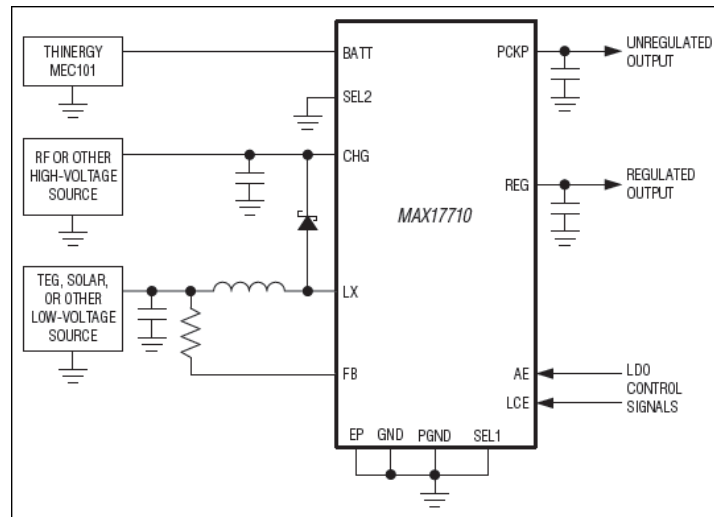 THINERGY
MEC101
BATT
PCKP
UNREGULATED
OUTPUT
SEL2
RF OR OTHER
HIGH-VOLTAGE
SOURCE
CHG
REG
REGULATED
OUTPUT
MAX17710
TEG, SOLAR,
OR OTHER
LOW-VOLTAGE
SOURCE
LX
FB
AE
LCE
LDO
CONTROL
SIGNALS
EP GND PGND SEL1